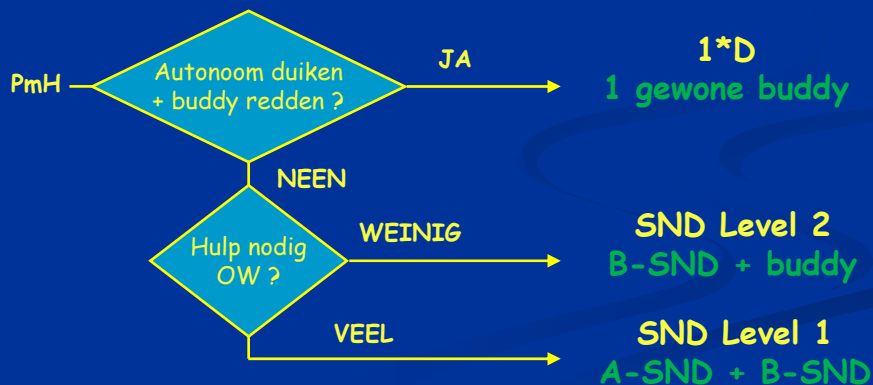 PmH
Autonoom duiken
+ buddy redden ?
JA
1*D
1 gewone buddy
NEEN
Hulp nodig
OW ?
WEINIG
SND Level 2
B-SND + buddy
VEEL
SND Level 1
A-SND + B-SND